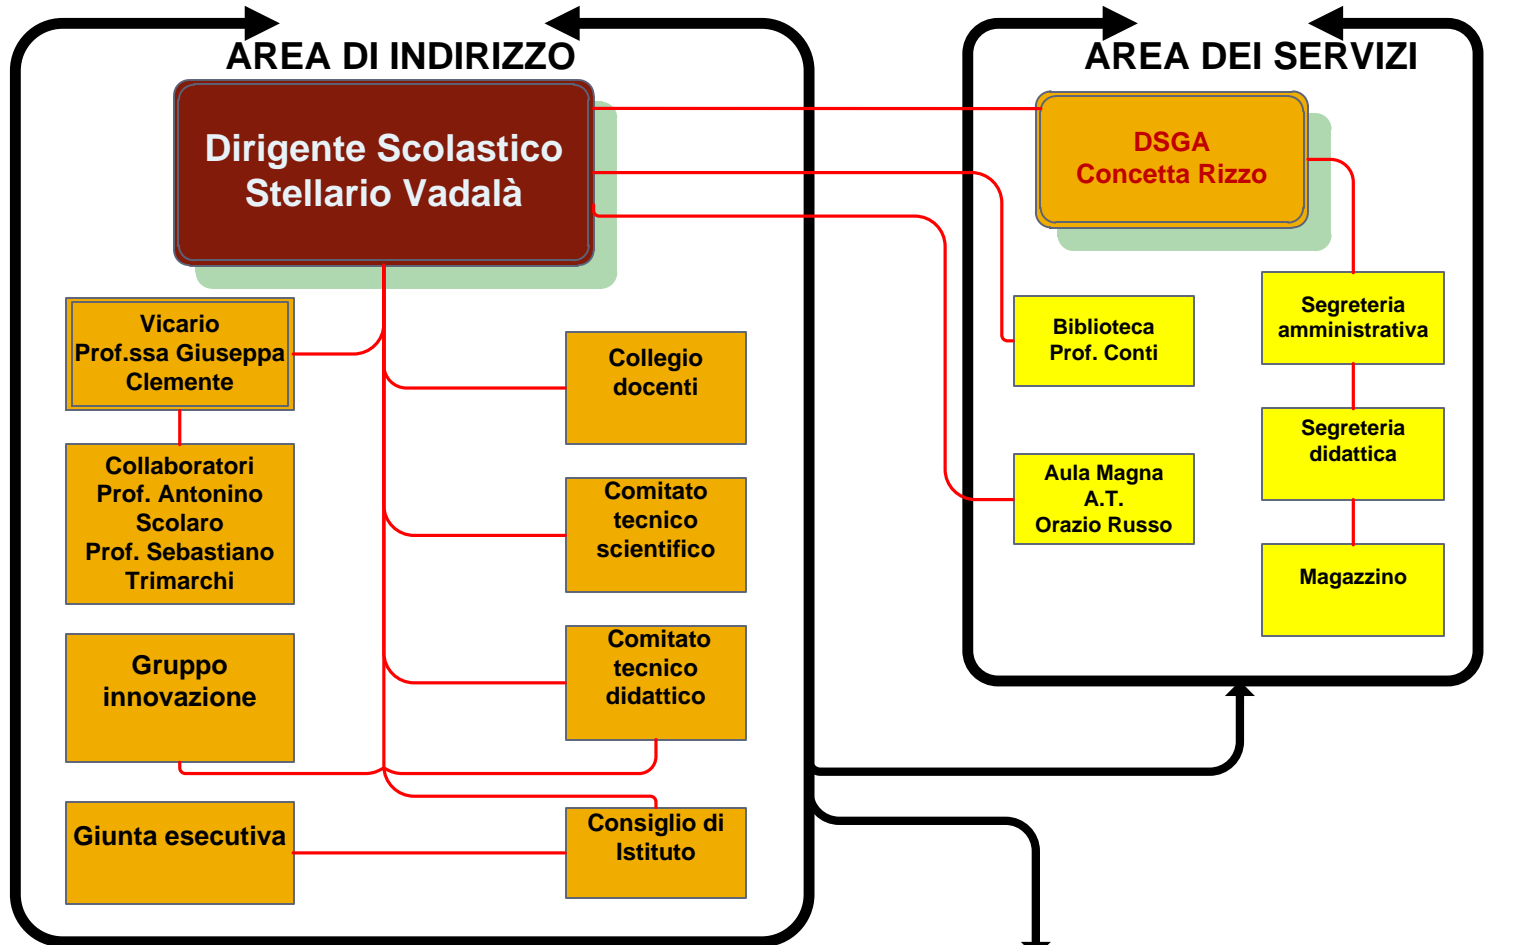 AREA DI INDIRIZZO
Dirigente Scolastico
Stellario Vadalà
Vicario
Prof.ssa Giuseppa
Clemente
Collaboratori
Prof. Antonino
Scolaro
Prof. Sebastiano
Trimarchi
Gruppo
innovazione
Giunta esecutiva
Collegio
docenti
Comitato
tecnico
scientifico
Comitato
tecnico
didattico
Consiglio di
Istituto
AREA DEI SERVIZI
DSGA
Concetta Rizzo
Biblioteca
Prof. Conti
Aula Magna
A.T.
Orazio Russo
Segreteria
amministrativa
Segreteria
didattica
Magazzino